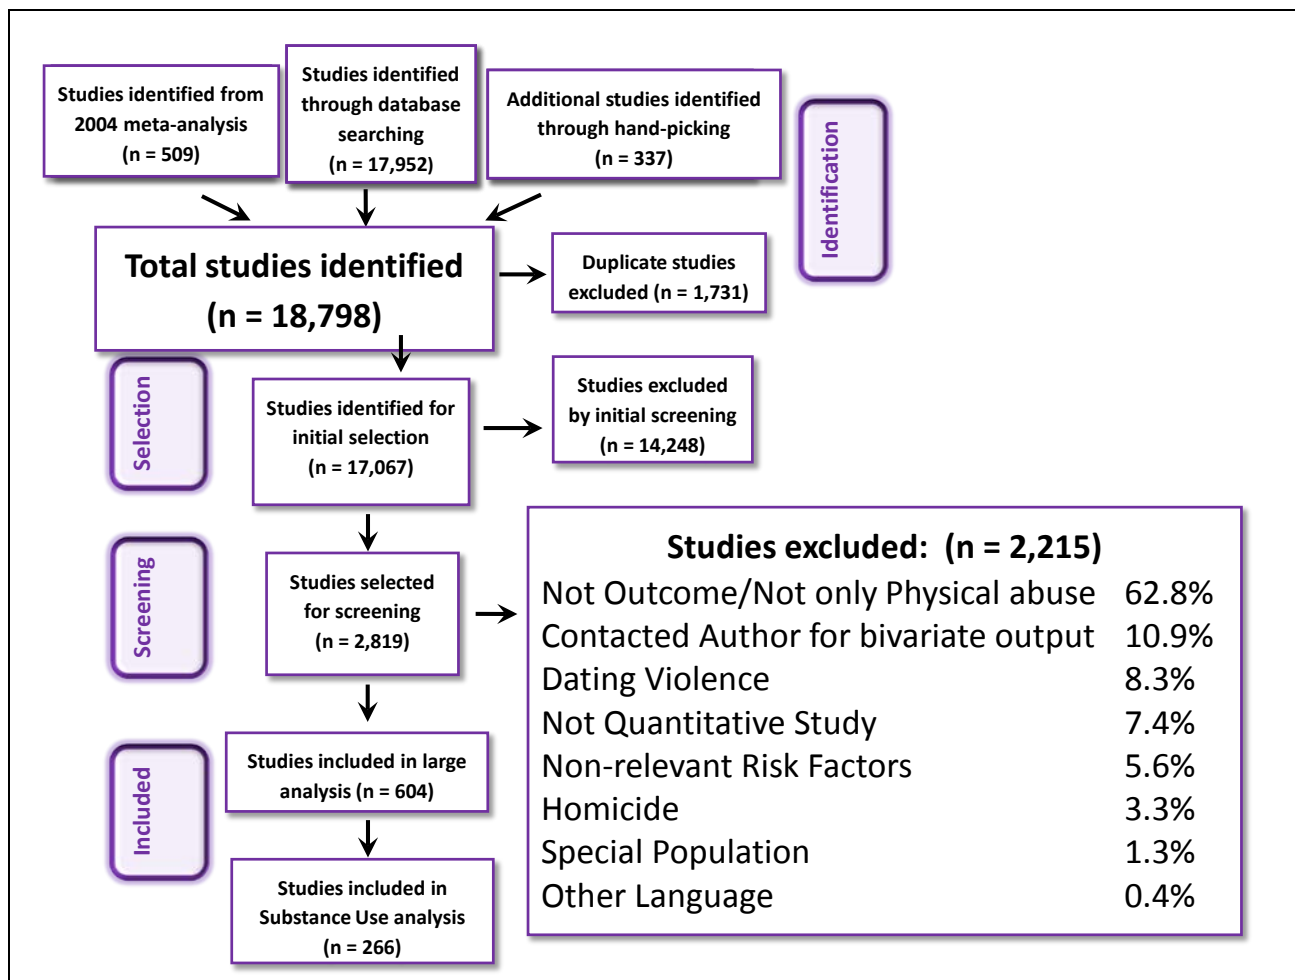 Studies identified from
2004 meta-analysis
(n = 509)
Studies identified
through database
searching
(n = 17,952)
Additional studies identified
through hand-picking
(n = 337)
Identification
Total studies identified
(n = 18,798)
Duplicate studies
excluded (n = 1,731)
Selection
Studies identified for
initial selection
(n = 17,067)
Studies excluded
by initial screening
(n = 14,248)
Screening
Studies selected
for screening
(n = 2,819)
Studies excluded: (n = 2,215)
Not Outcome/Not only Physical abuse 62.8%
Contacted Author for bivariate output 10.9%
Dating Violence 8.3%
Not Quantitative Study 7.4%
Non-relevant Risk Factors 5.6%
Homicide 3.3%
Special Population 1.3%
Other Language 0.4%
Included
Studies included in large
analysis (n = 604)
Studies included in
Substance Use analysis
(n = 266)